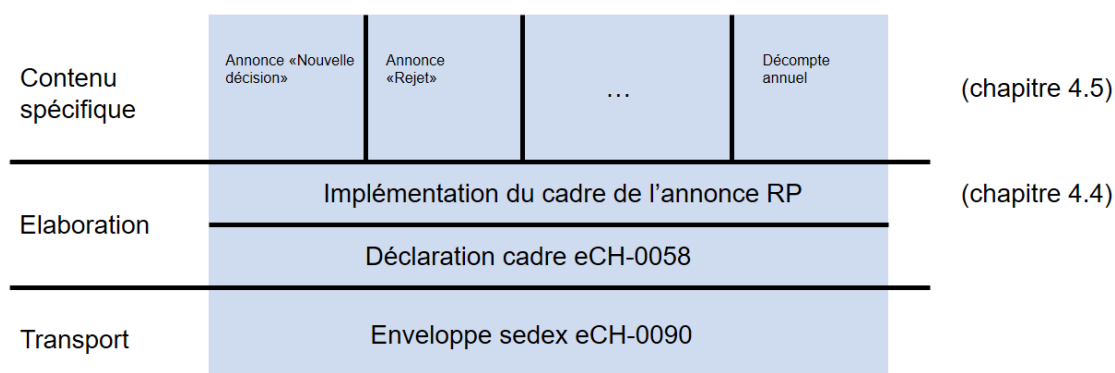 Contenu
spécifique
Annonce «Nouvelle
décision»
Annonce
«Rejet»
…
Décompte
annuel
(chapitre 4.5)
Elaboration
Implémentation du cadre de l’annonce RP
(chapitre 4.4)
Déclaration cadre eCH-0058
Transport
Enveloppe sedex eCH-0090